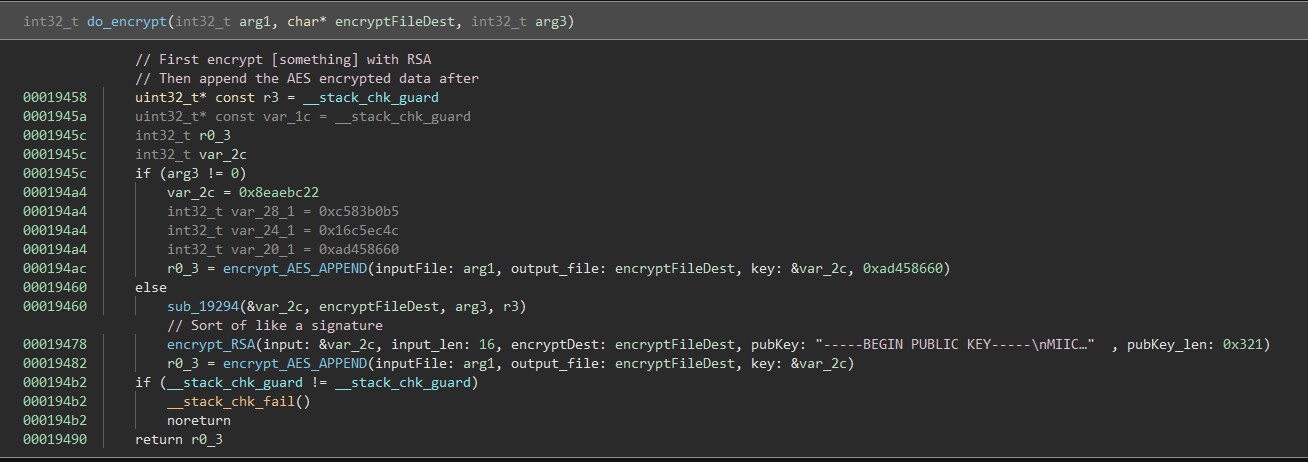 int32_t do_encrypt(int32_t arg1, char* encryptFileDest, int32_t arg3)
// First encrypt [something] with RSA
// Then append the AES encrypted data after
00019458 uint32_t* const r3 = __stack_chk_guard
0001945a uint32_t* const var_1c = __stack_chk_guard
0001945c int32_t r0_3
0001945c int32_t var_2c
0001945c if (arg3 != 0)
000194a4 var_2c = 0x8eaebc22
000194a4 int32_t var_28_1 = 0xc583b0b5
000194a4 int32_t var_24_1 = 0x16c5ec4c
000194a4 int32_t var_20_1 = 0xad458660
000194ac r0_3 = encrypt_AES_APPEND(inputFile: arg1, output_file: encryptFileDest, key: &var_2c, 0xad458660)
00019460 else
00019460 sub_19294(&var_2c, encryptFileDest, arg3, r3)
// Sort of like a signature
00019478 encrypt_RSA(input: &var_2c, input_len: 16, encryptDest: encryptFileDest, pubKey: "-----BEGIN PUBLIC KEY-----\nMIIC…" , pubKey_len: 0x321)
00019482 r0_3 = encrypt_AES_APPEND(inputFile: arg1, output_file: encryptFileDest, key: &var_2c)
000194b2 if (__stack_chk_guard != __stack_chk_guard)
000194b2 __stack_chk_fail()
000194b2 noreturn
00019490 return r0_3